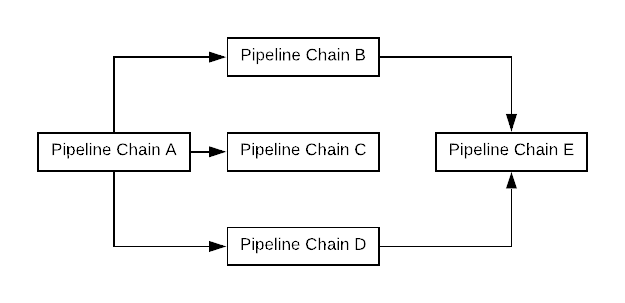 Pipeline Chain B
Pipeline Chain A
Pipeline Chain C
Pipeline Chain E
Pipeline Chain D